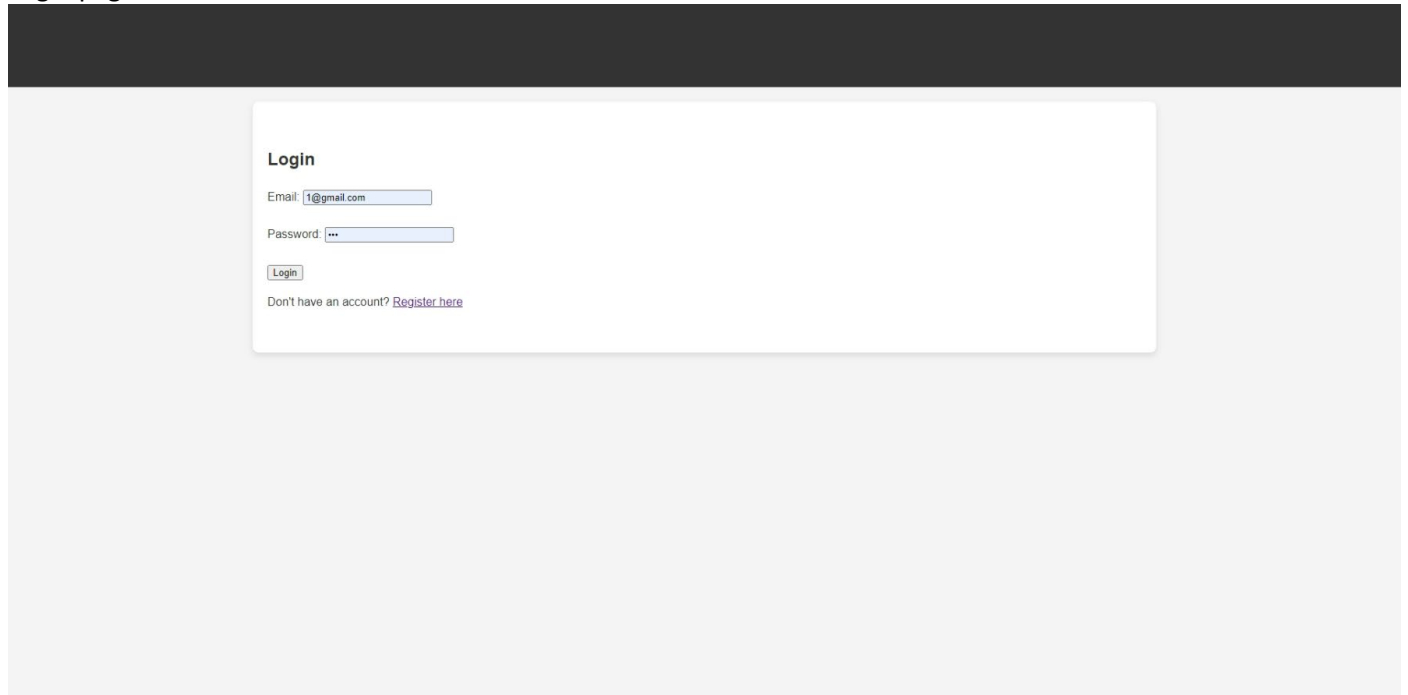 Login
Email: 1@gmail.com
Password: •••
Login
Don't have an account? Register here